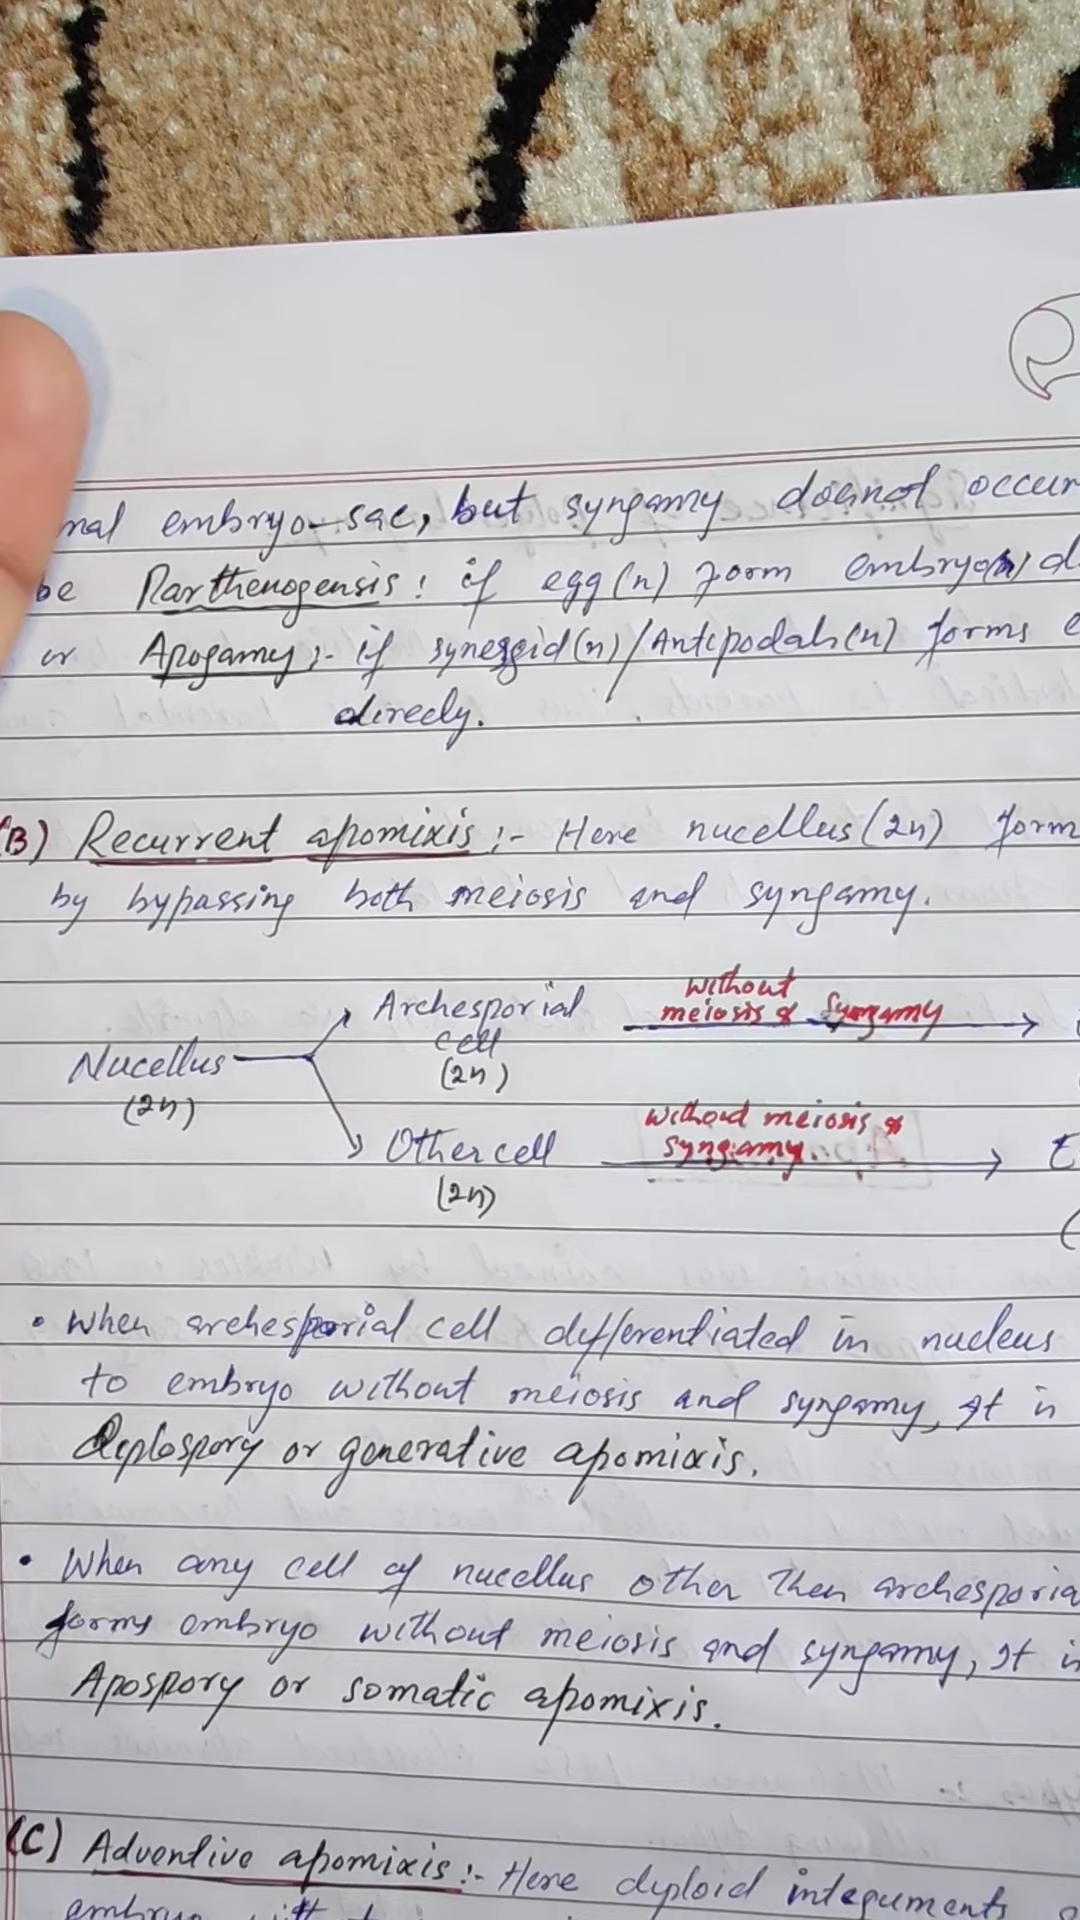 nal embryo-sac, but syngamy doesnot occur
be Parthenogensis: if egg (n) form embryo(n) d
or Apogamy :- if synergid (n) / Antipodals (n) forms e
direcly.
(B) Recurrent apomixis :- Here nucellus (2n) form
by bypassing both meiosis and syngamy.
without
meiosis & Syngamy
Archesporial
cell
(2n)
Nucellus
(2n)
without meiosis &
syngamy.
Other cell
(2n)
• When archesporial cell differentiated in nucleus
to embryo without meiosis and syngamy, It is
Diplospory or generative apomixis.
• When any cell of nucellus other then archesporia
forms embryo without meiosis and syngamy, It is
Apospory or somatic apomixis.
(C) Adventive apomixis :- Here dyploid integuments
embryo